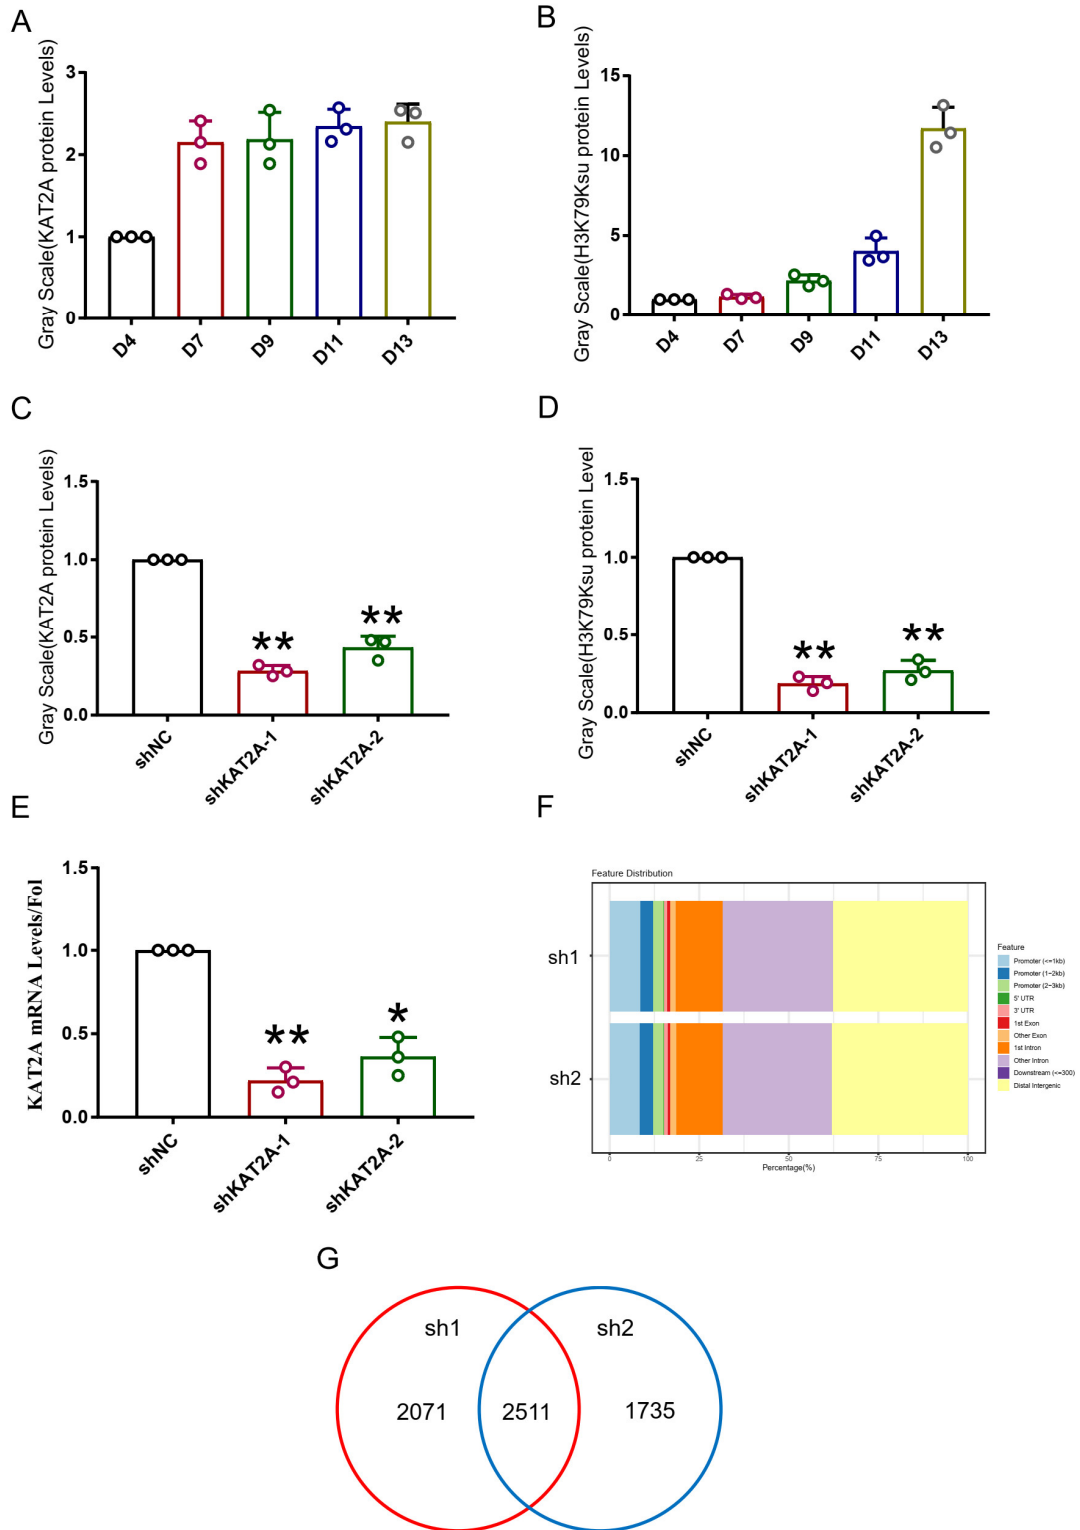 A
Gray Scale(KAT2A protein Levels)
3
2
1
0
D4
D7
D9
D11
D13
B
Gray Scale(H3K79Ksu protein Levels)
15
10
5
0
D4
D7
D9
D11
D13
C
Gray Scale(KAT2A protein Levels)
1.5
1.0
0.5
0.0
**
**
shNC
shKAT2A-1
shKAT2A-2
D
Gray Scale(H3K79Ksu protein Level
1.5
1.0
0.5
0.0
**
**
shNC
shKAT2A-1
shKAT2A-2
E
KAT2A mRNA Levels/Fol
1.5
1.0
0.5
0.0
**
*
shNC
shKAT2A-1
shKAT2A-2
F
Feature Distribution
sh1
sh2
0
25
50
75
100
Percentage(%)
Feature
Promoter (<=1kb)
Promoter (1-2kb)
Promoter (2-3kb)
5' UTR
3' UTR
1st Exon
Other Exon
1st Intron
Other Intron
Downstream (<=300)
Distal Intergenic
G
sh1
sh2
2071
2511
1735